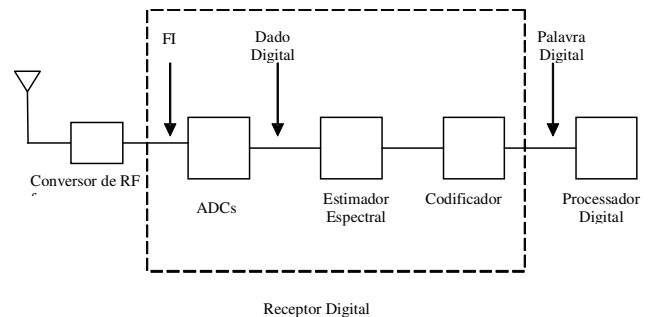 FI
Dado
Digital
Palavra
Digital
Conversor de RF
ADCs
Estimador
Espectral
Codificador
Processador
Digital
Receptor Digital